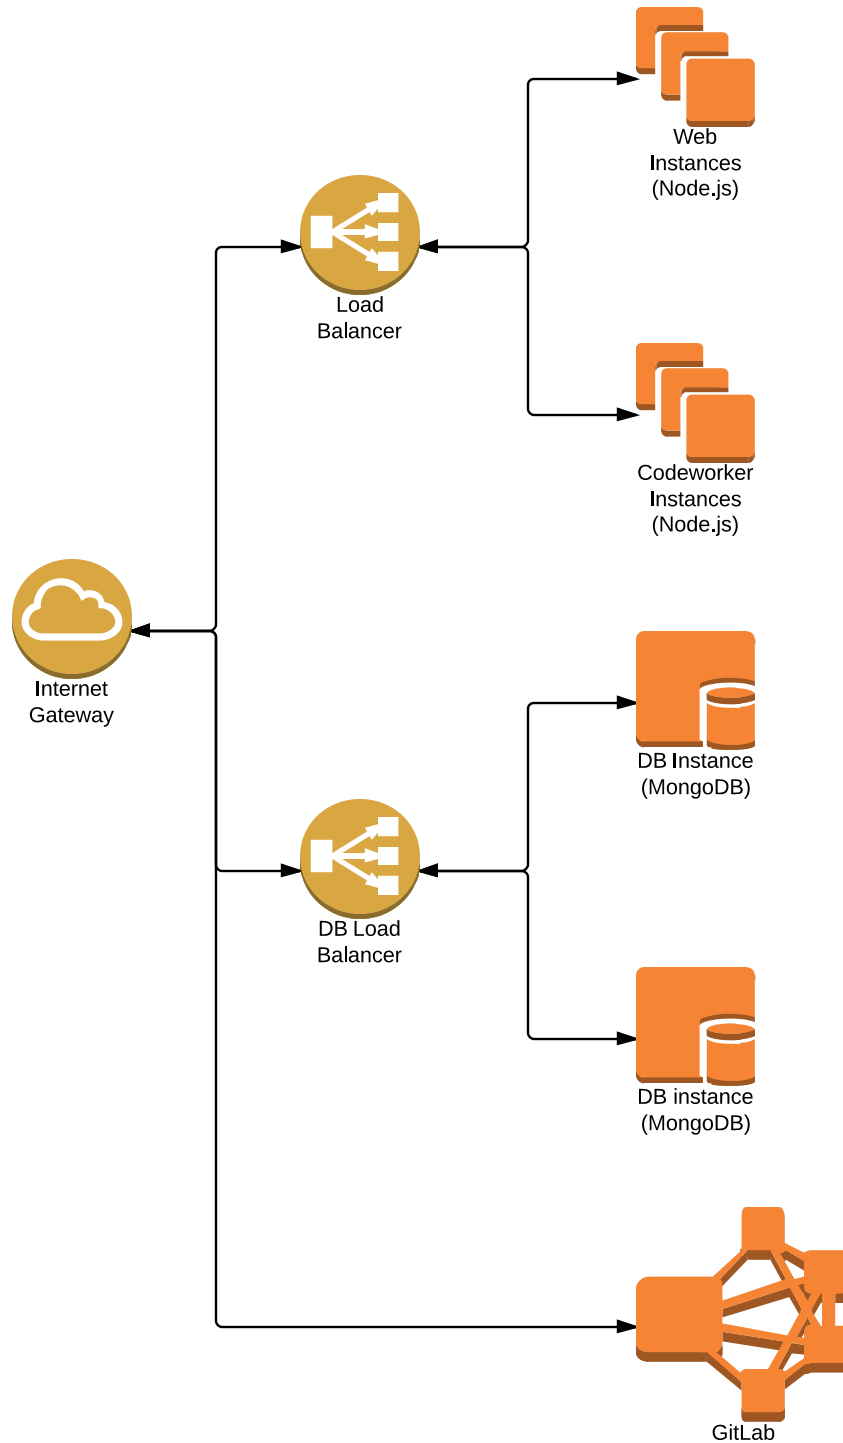 Web
Instances
(Node.js)
Load
Balancer
Codeworker
Instances
(Node.js)
Internet
Gateway
DB Instance
(MongoDB)
DB Load
Balancer
DB instance
(MongoDB)
GitLab